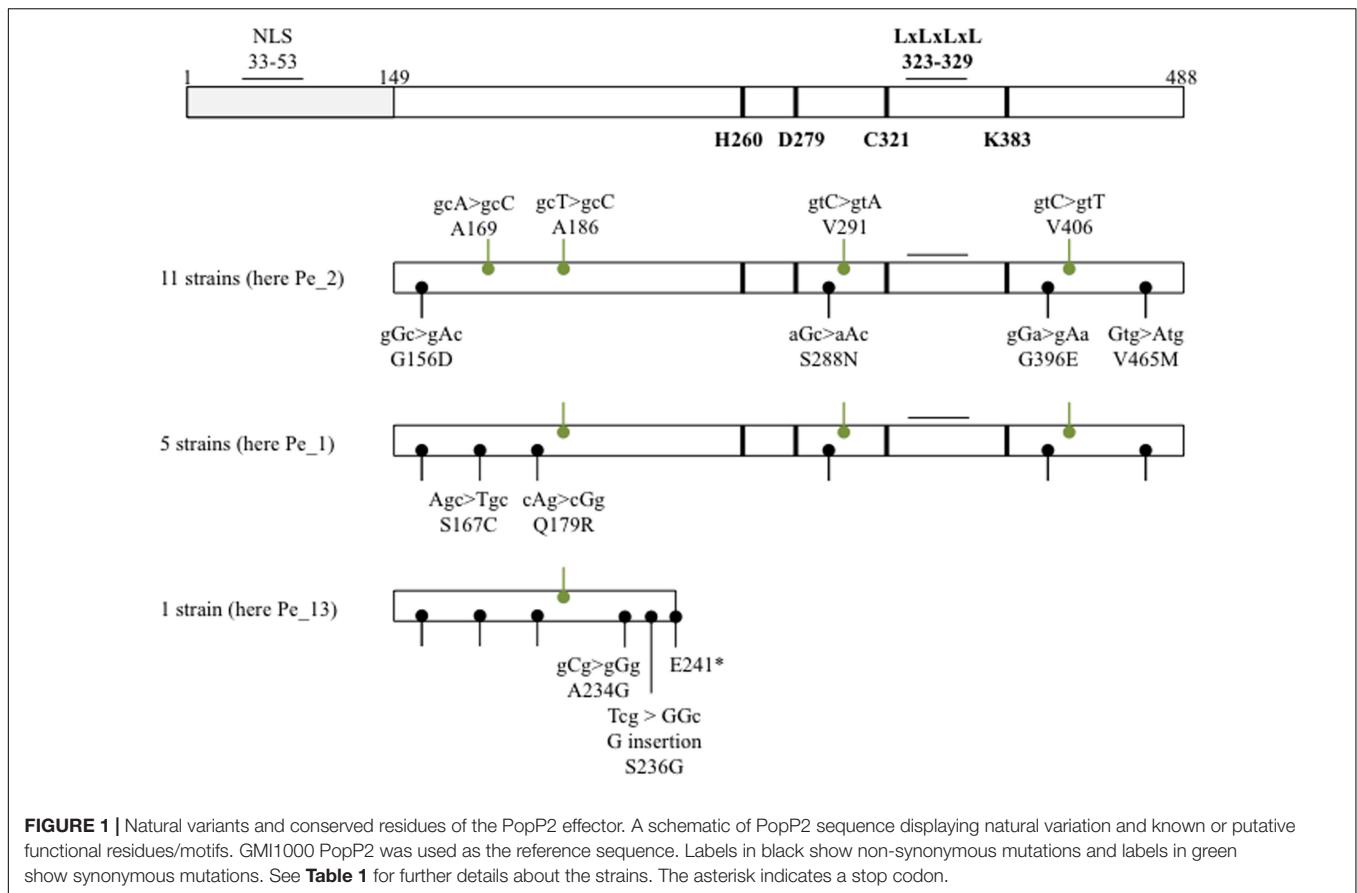 NLS
33-53
LxLxLxL
323-329
1
149
488
H260
D279
C321
K383
gcA>gcC
A169
gcT>gcC
A186
gtC>gtA
V291
gtC>gtT
V406
11 strains (here Pe_2)
gGc>gAc
G156D
aGc>aAc
S288N
gGa>gAa
G396E
Gtg>Atg
V465M
5 strains (here Pe_1)
Agc>Tgc
S167C
cAg>cGg
Q179R
1 strain (here Pe_13)
gCg>gGg
A234G
E241*
Tcg > GGc
G insertion
S236G
FIGURE 1 | Natural variants and conserved residues of the PopP2 effector. A schematic of PopP2 sequence displaying natural variation and known or putative
functional residues/motifs. GMI1000 PopP2 was used as the reference sequence. Labels in black show non-synonymous mutations and labels in green
show synonymous mutations. See Table 1 for further details about the strains. The asterisk indicates a stop codon.